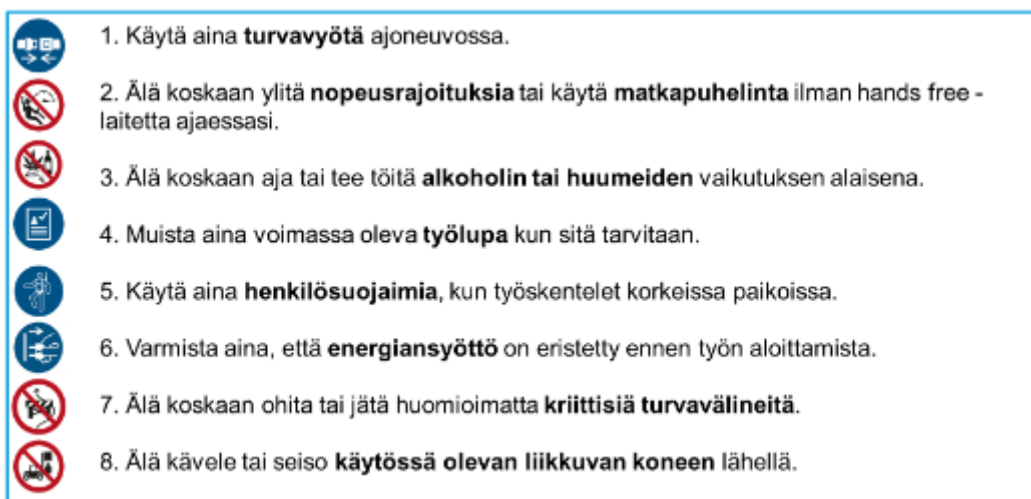 1. Käytä aina turvavyötä ajoneuvossa.
2. Älä koskaan ylitä nopeusrajoituksia tai käytä matkapuhelinta ilman hands free -
laitetta ajaessasi.
3. Älä koskaan aja tai tee töitä alkoholin tai huumeiden vaikutuksen alaisena.
4. Muista aina voimassa oleva työlupa kun sitä tarvitaan.
5. Käytä aina henkilösuojaimia, kun työskentelet korkeissa paikoissa.
6. Varmista aina, että energiansyöttö on eristetty ennen työn aloittamista.
7. Älä koskaan ohita tai jätä huomioimatta kriittisiä turvavälineitä.
8. Älä kävele tai seiso käytössä olevan liikkuvan koneen lähellä.